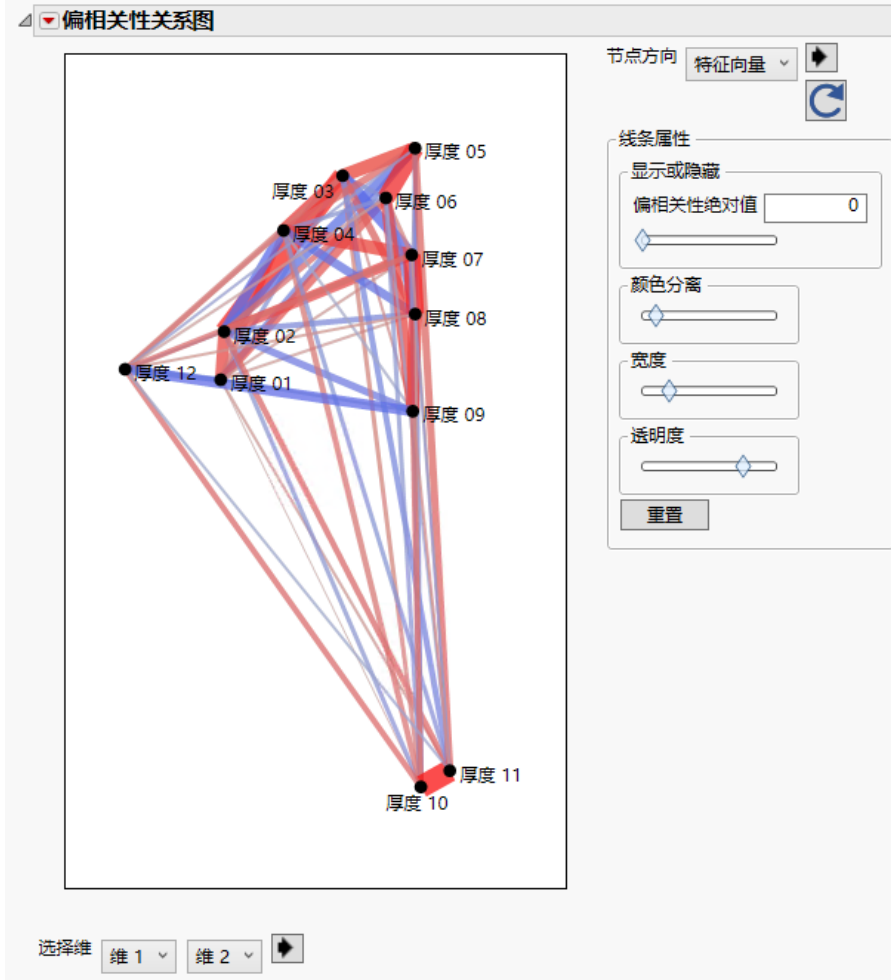 偏相关性关系图
节点方向 特征向量
线条属性
显示或隐藏
偏相关性绝对值 0
颜色分离
宽度
透明度
重置
厚度 05
厚度 03
厚度 06
厚度 04
厚度 07
厚度 08
厚度 02
厚度 12
厚度 01
厚度 09
厚度 11
厚度 10
选择维 维 1 维 2